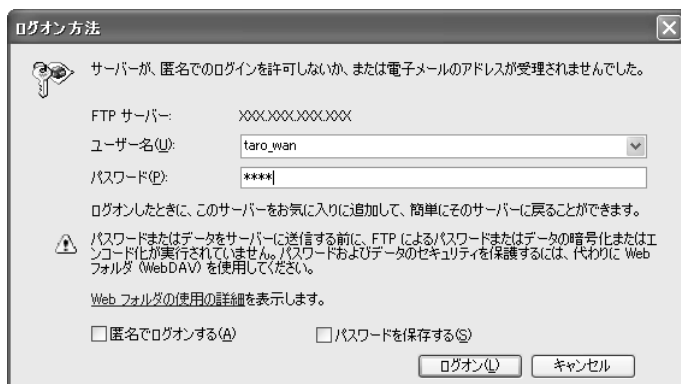 ログオン方法
サーバーが、匿名でのログインを許可しないか、または電子メールのアドレスが受理されませんでした。
FTP サーバー: XXX.XXX.XXX.XXX
ユーザー名(U): taro_wan
パスワード(P): ****
ログオンしたときに、このサーバーをお気に入りに追加して、簡単にそのサーバーに戻ることができます。
パスワードまたはデータをサーバーに送信する前に、FTP によるパスワードまたはデータの暗号化またはエ
ンコード化が実行されていません。パスワードおよびデータのセキュリティを保護するには、代わりに Web
フォルダ (WebDAV) を使用してください。
Web フォルダの使用の詳細を表示します。
匿名でログオンする(A) パスワードを保存する(S)
ログオン(L) キャンセル